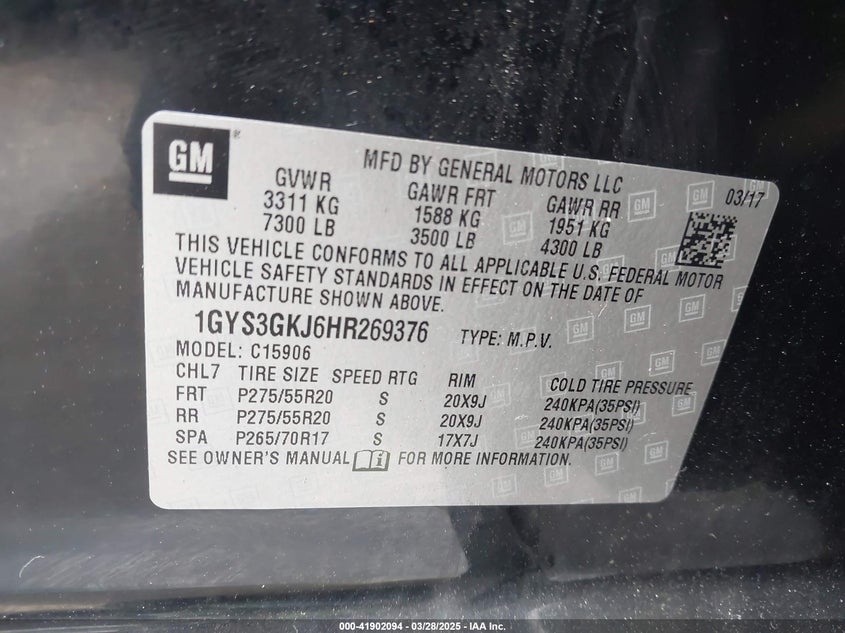 GM
MFD BY GENERAL MOTORS LLC
03/17
GVWR GAWR FRT GAWR RR
3311 KG 1588 KG 1951 KG
7300 LB 3500 LB 4300 LB
THIS VEHICLE CONFORMS TO ALL APPLICABLE U.S. FEDERAL MOTOR
VEHICLE SAFETY STANDARDS IN EFFECT ON THE DATE OF
MANUFACTURE SHOWN ABOVE.
1GYS3GKJ6HR269376 TYPE: M.P.V.
MODEL: C15906
CHL7 TIRE SIZE SPEED RTG RIM COLD TIRE PRESSURE
FRT P275/55R20 S 20X9J 240KPA(35PSI)
RR P275/55R20 S 20X9J 240KPA(35PSI)
SPA P265/70R17 S 17X7J 240KPA(35PSI)
SEE OWNER'S MANUAL FOR MORE INFORMATION.
000-41902094 - 03/28/2025 - IAA Inc.